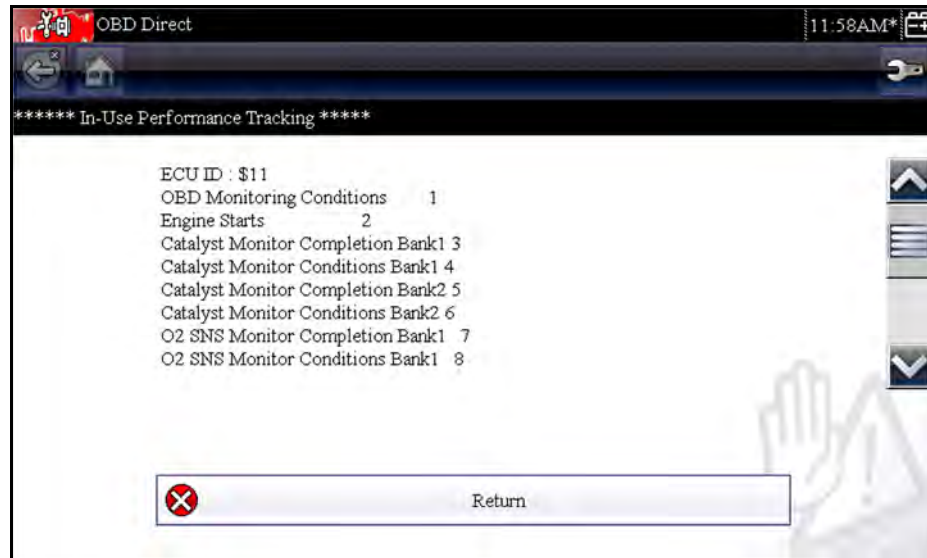 OBD Direct
11:58AM*
****** In-Use Performance Tracking *****
ECU ID : $11
OBD Monitoring Conditions 1
Engine Starts 2
Catalyst Monitor Completion Bank1 3
Catalyst Monitor Conditions Bank1 4
Catalyst Monitor Completion Bank2 5
Catalyst Monitor Conditions Bank2 6
O2 SNS Monitor Completion Bank1 7
O2 SNS Monitor Conditions Bank1 8
Return